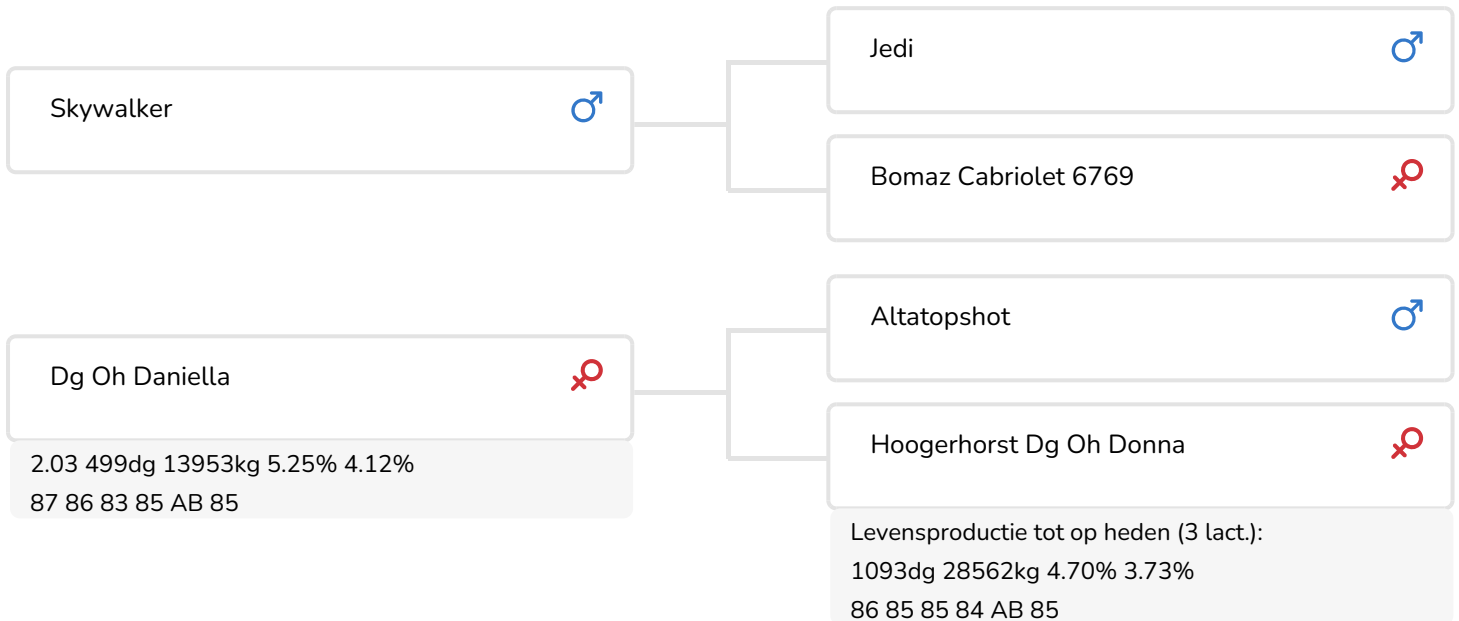 Jedi
Skywalker
Bomaz Cabriolet 6769
Altatopshot
Dg Oh Daniella
2.03 499dg 13953kg 5.25% 4.12%
87 86 83 85 AB 85
Hoogerhorst Dg Oh Donna
Levensproductie tot op heden (3 lact.):
1093dg 28562kg 4.70% 3.73%
86 85 85 84 AB 85